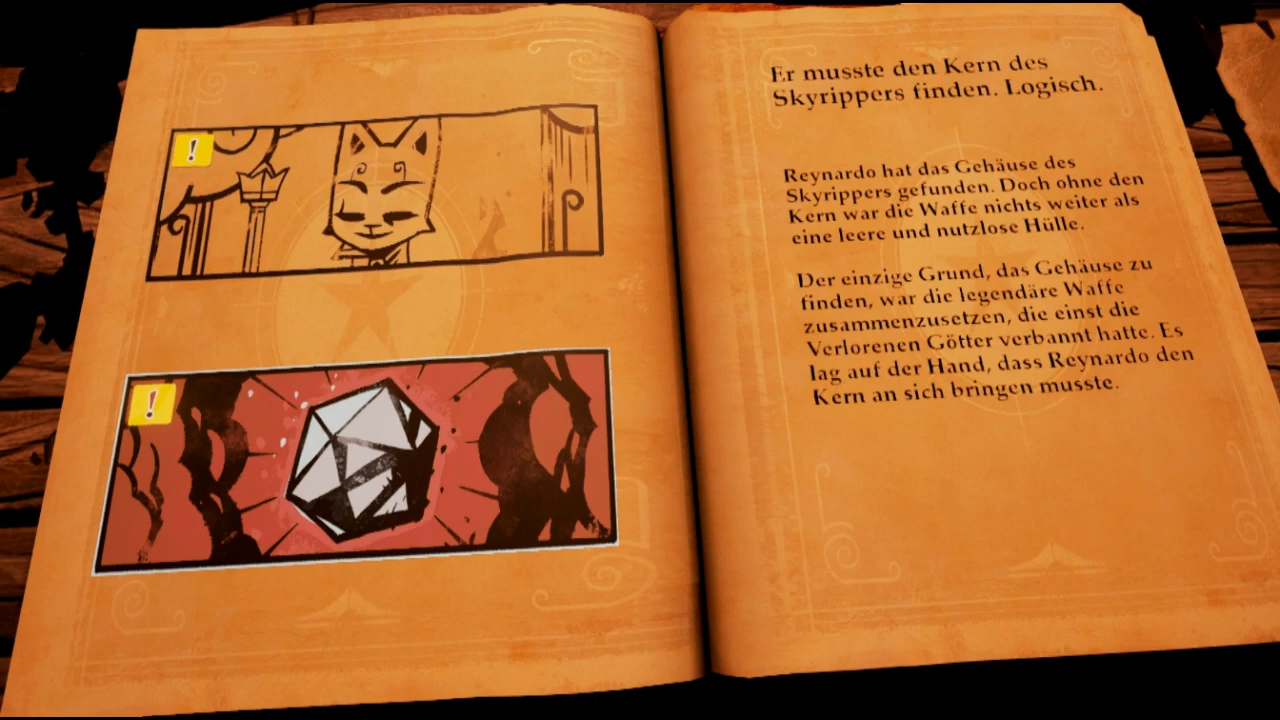 !
!
Er musste den Kern des
Skyrippers finden. Logisch.
Reynardo hat das Gehäuse des
Skyrippers gefunden. Doch ohne den
Kern war die Waffe nichts weiter als
eine leere und nutzlose Hülle.
Der einzige Grund, das Gehäuse zu
finden, war die legendäre Waffe
zusammenzusetzen, die einst die
Verlorenen Götter verbannt hatte. Es
lag auf der Hand, dass Reynardo den
Kern an sich bringen musste.